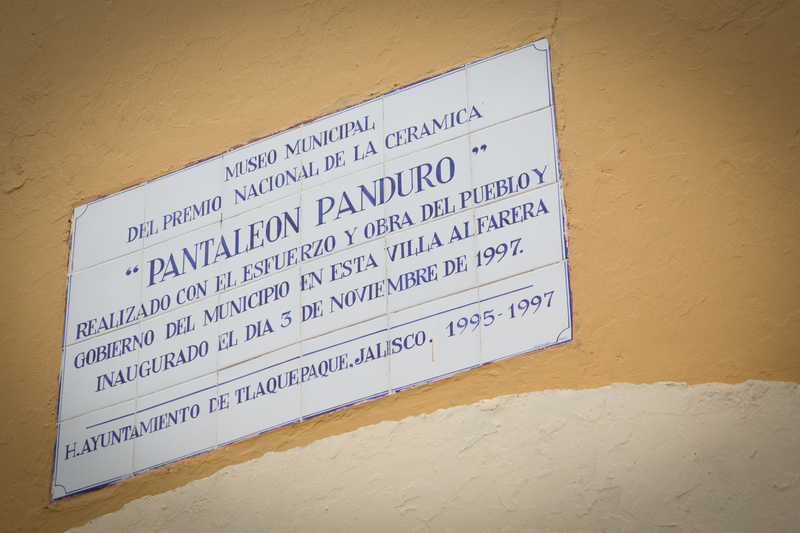 MUSEO MUNICIPAL
DEL PREMIO NACIONAL DE LA CERAMICA
“PANTALEON PANDURO”
REALIZADO CON EL ESFUERZO Y OBRA DEL PUEBLO Y
GOBIERNO DEL MUNICIPIO EN ESTA VILLA ALFARERA
INAUGURADO EL DIA 3 DE NOVIEMBRE DE 1997.
H. AYUNTAMIENTO DE TLAQUEPAQUE, JALISCO. 1995-1997